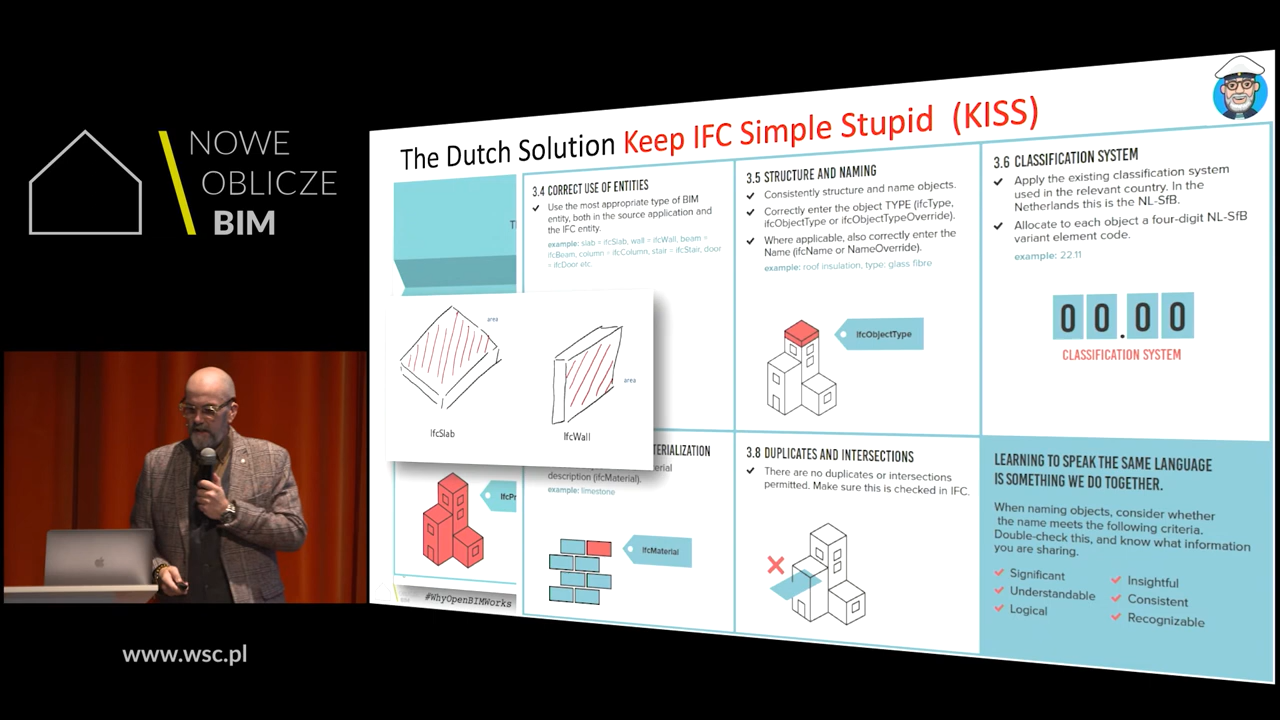 NOWE
OBLICZE
BIM
www.wsc.pl
The Dutch Solution Keep IFC Simple Stupid (KISS)
3.4 CORRECT USE OF ENTITIES
Use the most appropriate type of BIM
entity, both in the source application and
the IFC entity.
example: slab = ifcSlab, wall = ifcWall, beam =
ifcBeam, column = ifcColumn, stair = ifcStair, door
= ifcDoor etc.
area
IfcSlab
area
IfcWall
3.5 STRUCTURE AND NAMING
Consistently structure and name objects.
Correctly enter the object TYPE (ifcType,
ifcObjectType or ifcObjectTypeOverride).
Where applicable, also correctly enter the
Name (ifcName or NameOverride).
example: roof insulation, type: glass fibre
IfcObjectType
3.6 CLASSIFICATION SYSTEM
Apply the existing classification system
used in the relevant country. In the
Netherlands this is the NL-SfB.
Allocate to each object a four-digit NL-SfB
variant element code.
example: 22.11
00.00
CLASSIFICATION SYSTEM
IfcPr
#WhyOpenBIMWorks
TERIALIZATION
erial
description (ifcMaterial).
example: limestone
IfcMaterial
3.8 DUPLICATES AND INTERSECTIONS
There are no duplicates or intersections
permitted. Make sure this is checked in IFC.
LEARNING TO SPEAK THE SAME LANGUAGE
IS SOMETHING WE DO TOGETHER.
When naming objects, consider whether
the name meets the following criteria.
Double-check this, and know what information
you are sharing.
Significant
Understandable
Logical
Insightful
Consistent
Recognizable